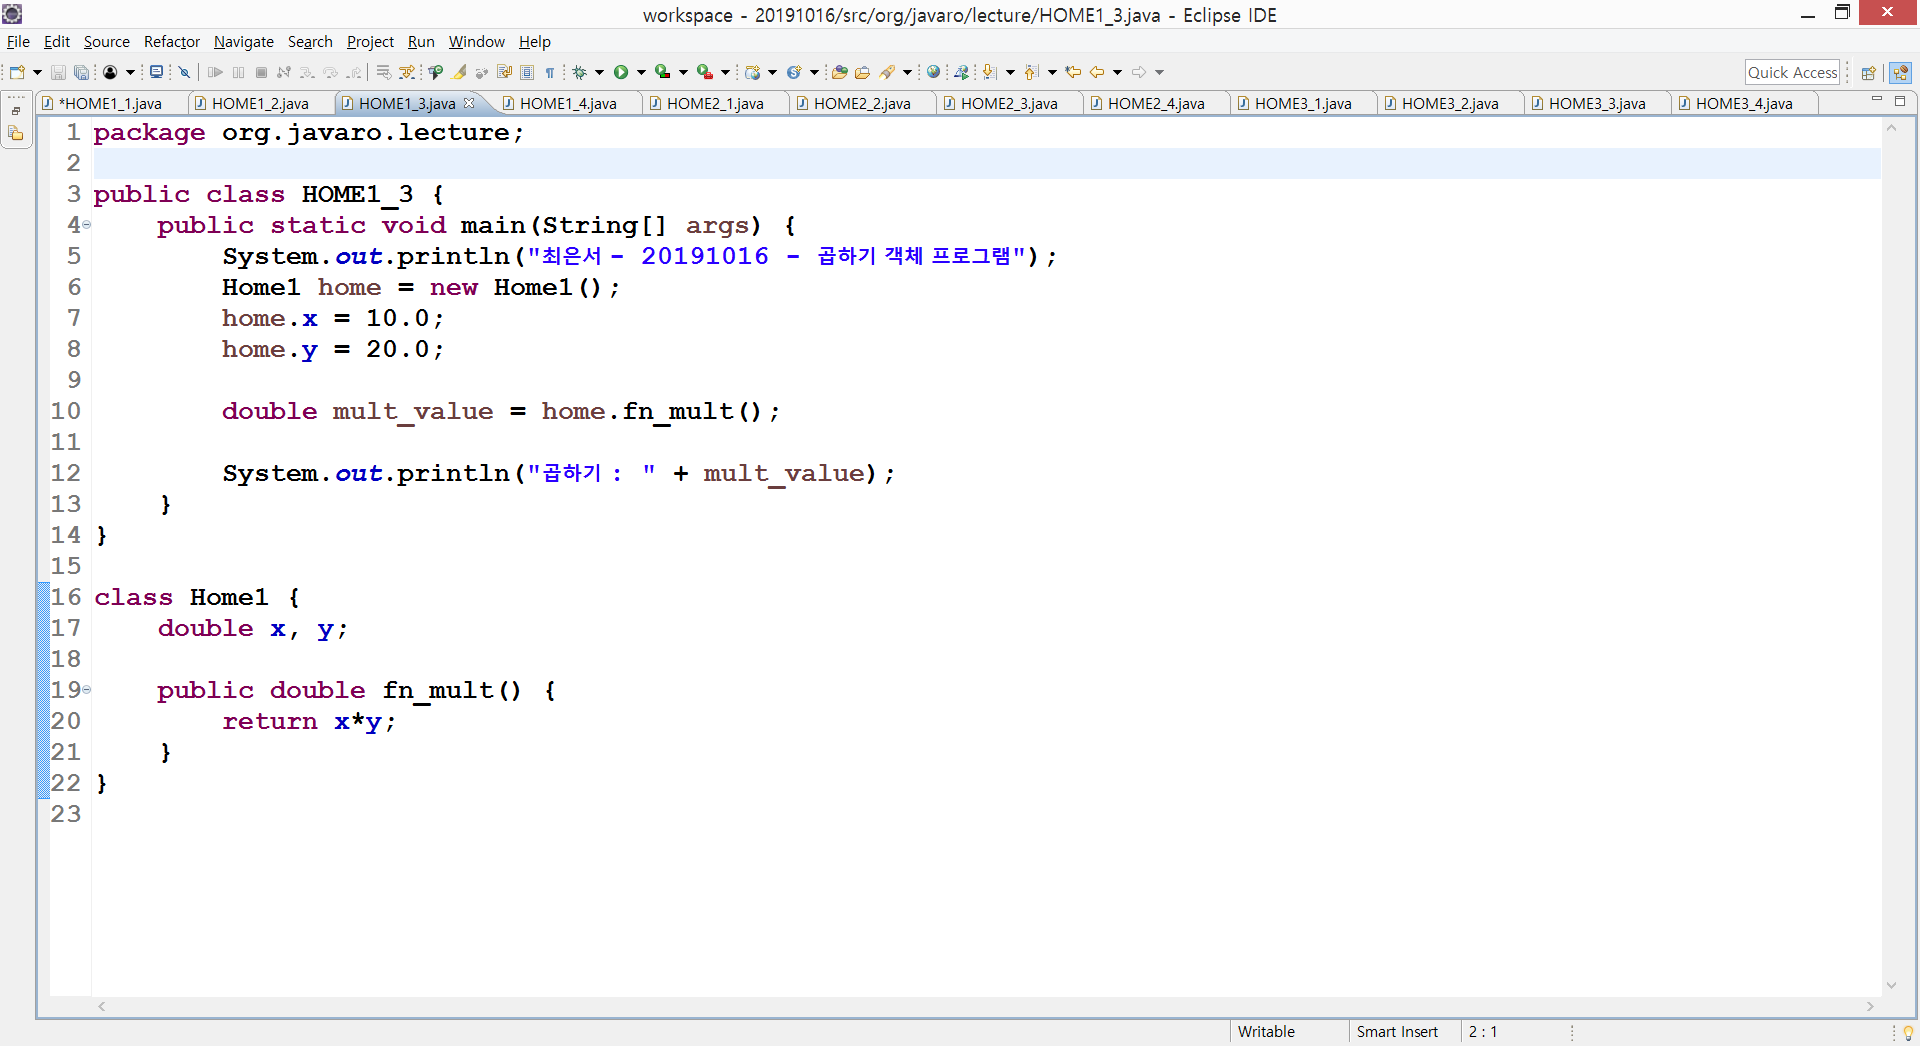 workspace - 20191016/src/org/javaro/lecture/HOME1_3.java - Eclipse IDE
File Edit Source Refactor Navigate Search Project Run Window Help
Quick Access
*HOME1_1.java HOME1_2.java HOME1_3.java HOME1_4.java HOME2_1.java HOME2_2.java HOME2_3.java HOME2_4.java HOME3_1.java HOME3_2.java HOME3_3.java HOME3_4.java
1 package org.javaro.lecture;
2
3 public class HOME1_3 {
4 public static void main(String[] args) {
5 System.out.println("최은서 - 20191016 - 곱하기 객체 프로그램");
6 Home1 home = new Home1();
7 home.x = 10.0;
8 home.y = 20.0;
9
10 double mult_value = home.fn_mult();
11
12 System.out.println("곱하기 : " + mult_value);
13 }
14 }
15
16 class Home1 {
17 double x, y;
18
19 public double fn_mult() {
20 return x*y;
21 }
22 }
23
Writable Smart Insert 2 : 1